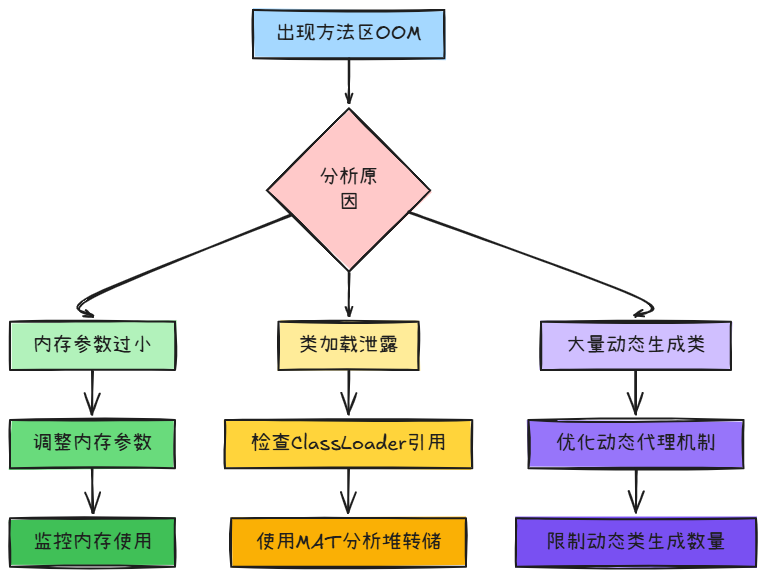 出现方法区OOM
分析原
因
内存参数过小
类加载泄露
大量动态生成类
调整内存参数
检查ClassLoader引用
优化动态代理机制
监控内存使用
使用MAT分析堆转储
限制动态类生成数量